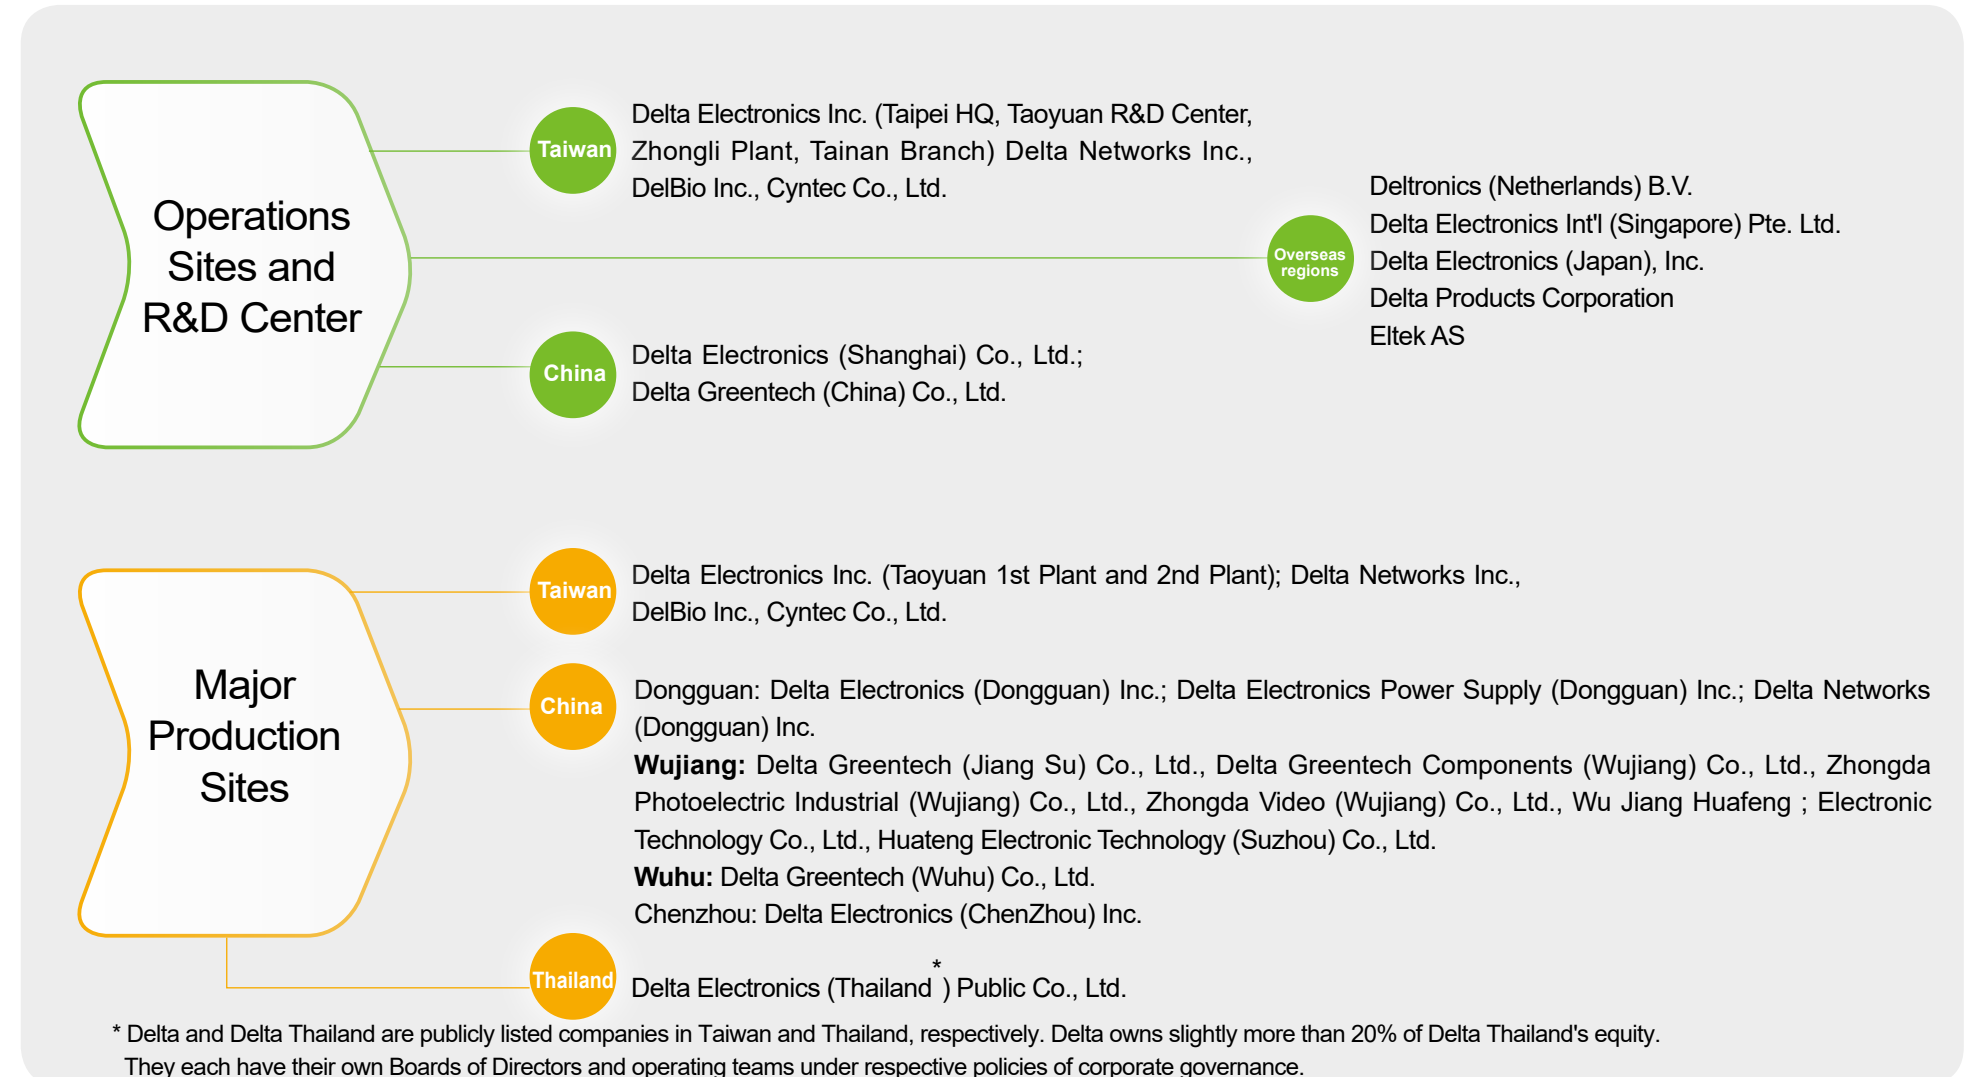 Operations
Sites and
R&D Center
Taiwan
Delta Electronics Inc. (Taipei HQ, Taoyuan R&D Center,
Zhongli Plant, Tainan Branch) Delta Networks Inc.,
DelBio Inc., Cyntec Co., Ltd.
Overseas
regions
Deltronics (Netherlands) B.V.
Delta Electronics Int'l (Singapore) Pte. Ltd.
Delta Electronics (Japan), Inc.
Delta Products Corporation
Eltek AS
China
Delta Electronics (Shanghai) Co., Ltd.;
Delta Greentech (China) Co., Ltd.
Major
Production
Sites
Taiwan
Delta Electronics Inc. (Taoyuan 1st Plant and 2nd Plant); Delta Networks Inc.,
DelBio Inc., Cyntec Co., Ltd.
China
Dongguan: Delta Electronics (Dongguan) Inc.; Delta Electronics Power Supply (Dongguan) Inc.; Delta Networks
(Dongguan) Inc.
Wujiang: Delta Greentech (Jiang Su) Co., Ltd., Delta Greentech Components (Wujiang) Co., Ltd., Zhongda
Photoelectric Industrial (Wujiang) Co., Ltd., Zhongda Video (Wujiang) Co., Ltd., Wu Jiang Huafeng ; Electronic
Technology Co., Ltd., Huateng Electronic Technology (Suzhou) Co., Ltd.
Wuhu: Delta Greentech (Wuhu) Co., Ltd.
Chenzhou: Delta Electronics (ChenZhou) Inc.
Thailand
Delta Electronics (Thailand*) Public Co., Ltd.
* Delta and Delta Thailand are publicly listed companies in Taiwan and Thailand, respectively. Delta owns slightly more than 20% of Delta Thailand's equity.
They each have their own Boards of Directors and operating teams under respective policies of corporate governance.